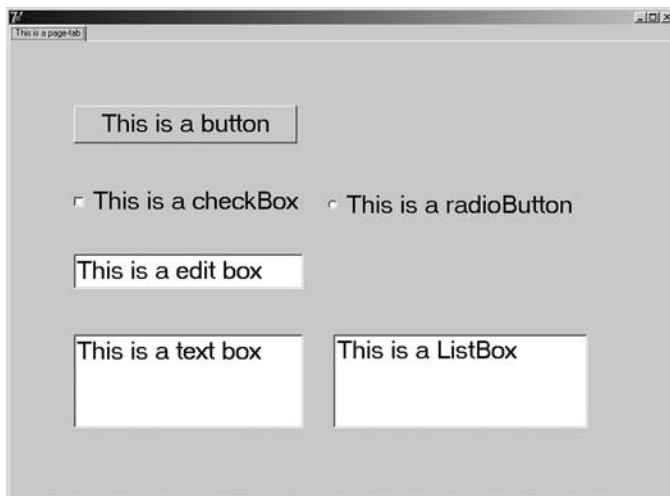 This is a page-tab
This is a button
This is a checkBox
This is a radioButton
This is a edit box
This is a text box
This is a ListBox